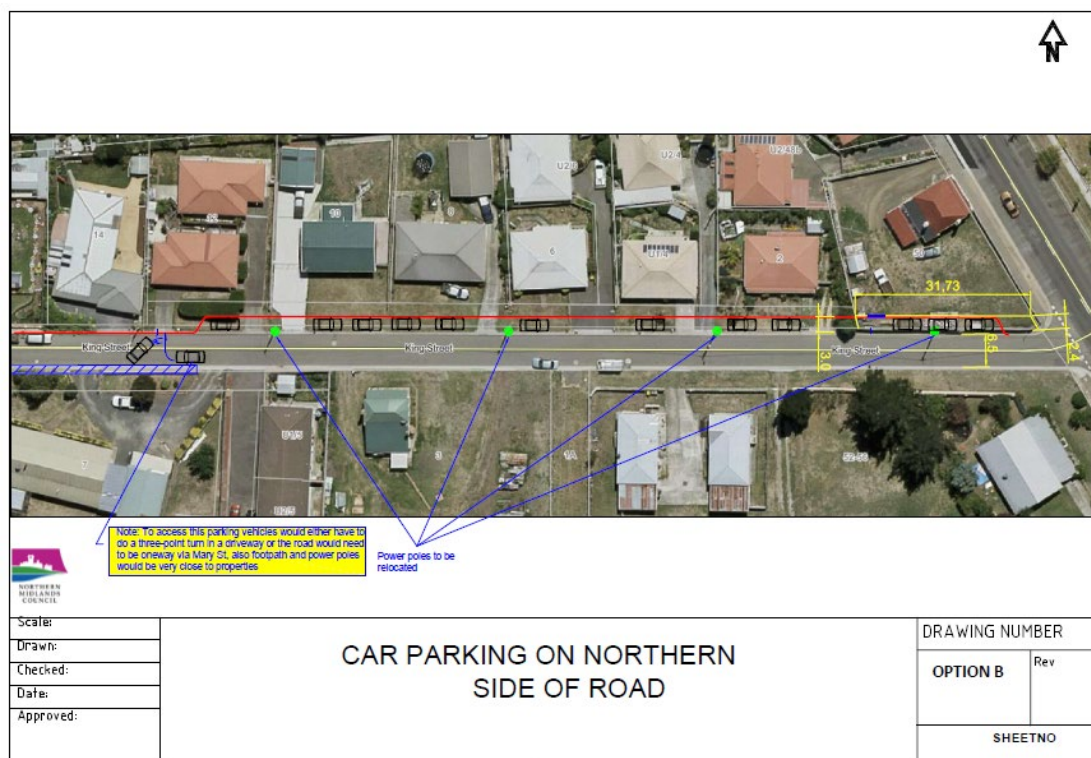 N
U2/6
U2/4
U2/48b
12
10
8
14
6
U1/4
2
50
31,73
King-Street
King-Street
King-Street
3.0
6.5
2.4
7
U1/5
U2/5
3
1A
52-56
Note: To access this parking vehicles would either have to
do a three-point turn in a driveway or the road would need
to be oneway via Mary St, also footpath and power poles
would be very close to properties
Power poles to be
relocated
NORTHERN
MIDLANDS
COUNCIL
Scale:
Drawn:
Checked:
Date:
Approved:
CAR PARKING ON NORTHERN
SIDE OF ROAD
DRAWING NUMBER
OPTION B
Rev
SHEETNO